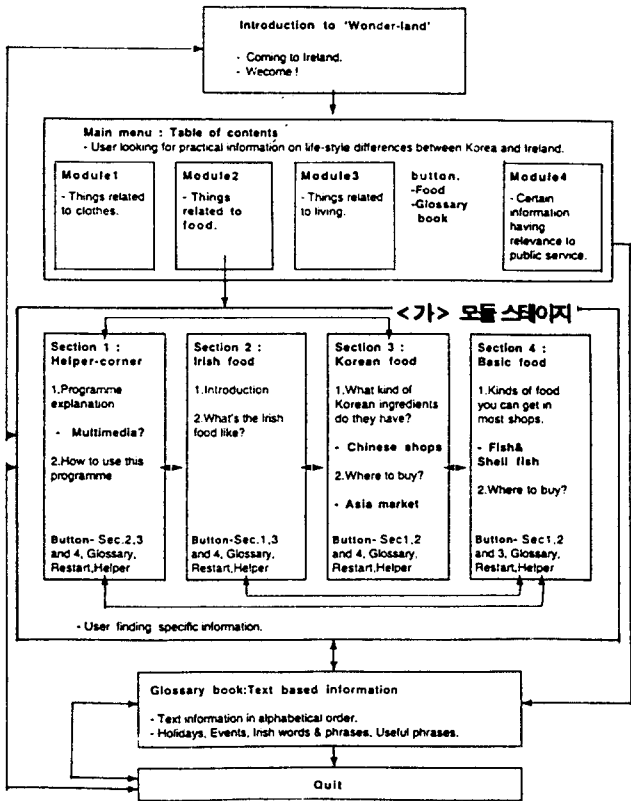 Introduction to 'Wonder-land'
- Coming to Ireland.
- Wecome !
Main menu : Table of contents
- User looking for practical information on life-style differences between Korea and Ireland.
Module1
- Things related
to clothes.
Module2
- Things
related to
food.
Module3
- Things related
to living.
button.
-Food
-Glossary
book
Module4
- Certain
information
having
relevance to
public service.
<가> 모듈 스테이지
Section 1 :
Helper-corner
1.Programme
explanation
- Multimedia?
2.How to use this
programme
Button- Sec.2,3
and 4, Glossary,
Restart,Helper
Section 2 :
Irish food
1.Introduction
2.What's the Irish
food like?
Button-Sec.1,3
and 4, Glossary,
Restart,Helper
Section 3 :
Korean food
1.What kind of
Korean ingredients
do they have?
- Chinese shops
2.Where to buy?
- Asia market
Button- Sec1,2
and 4, Glossary,
Restart,Helper
Section 4 :
Basic food
1.Kinds of food
you can get in
most shops.
- Fish&
Shell fish
2.Where to buy?
Button- Sec1,2
and 3, Glossary,
Restart,Helper
- User finding specific information.
Glossary book:Text based information
- Text information in alphabetical order.
- Holidays, Events, Irish words & phrases, Useful phrases.
Quit